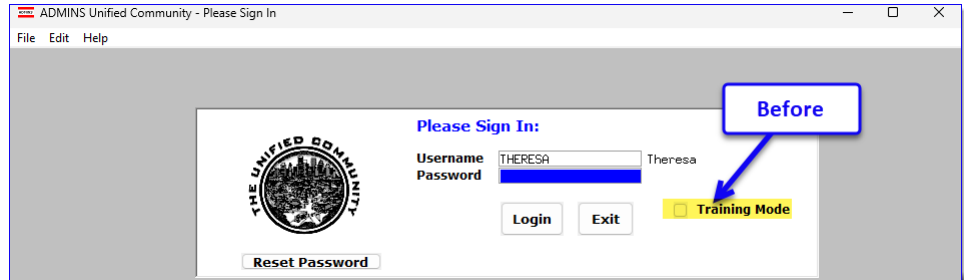 ADMINS ADMINS Unified Community - Please Sign In
File Edit Help
Before
Please Sign In:
THE UNIFIED COMMUNITY
Username THERESA Theresa
Password
Login Exit Training Mode
Reset Password